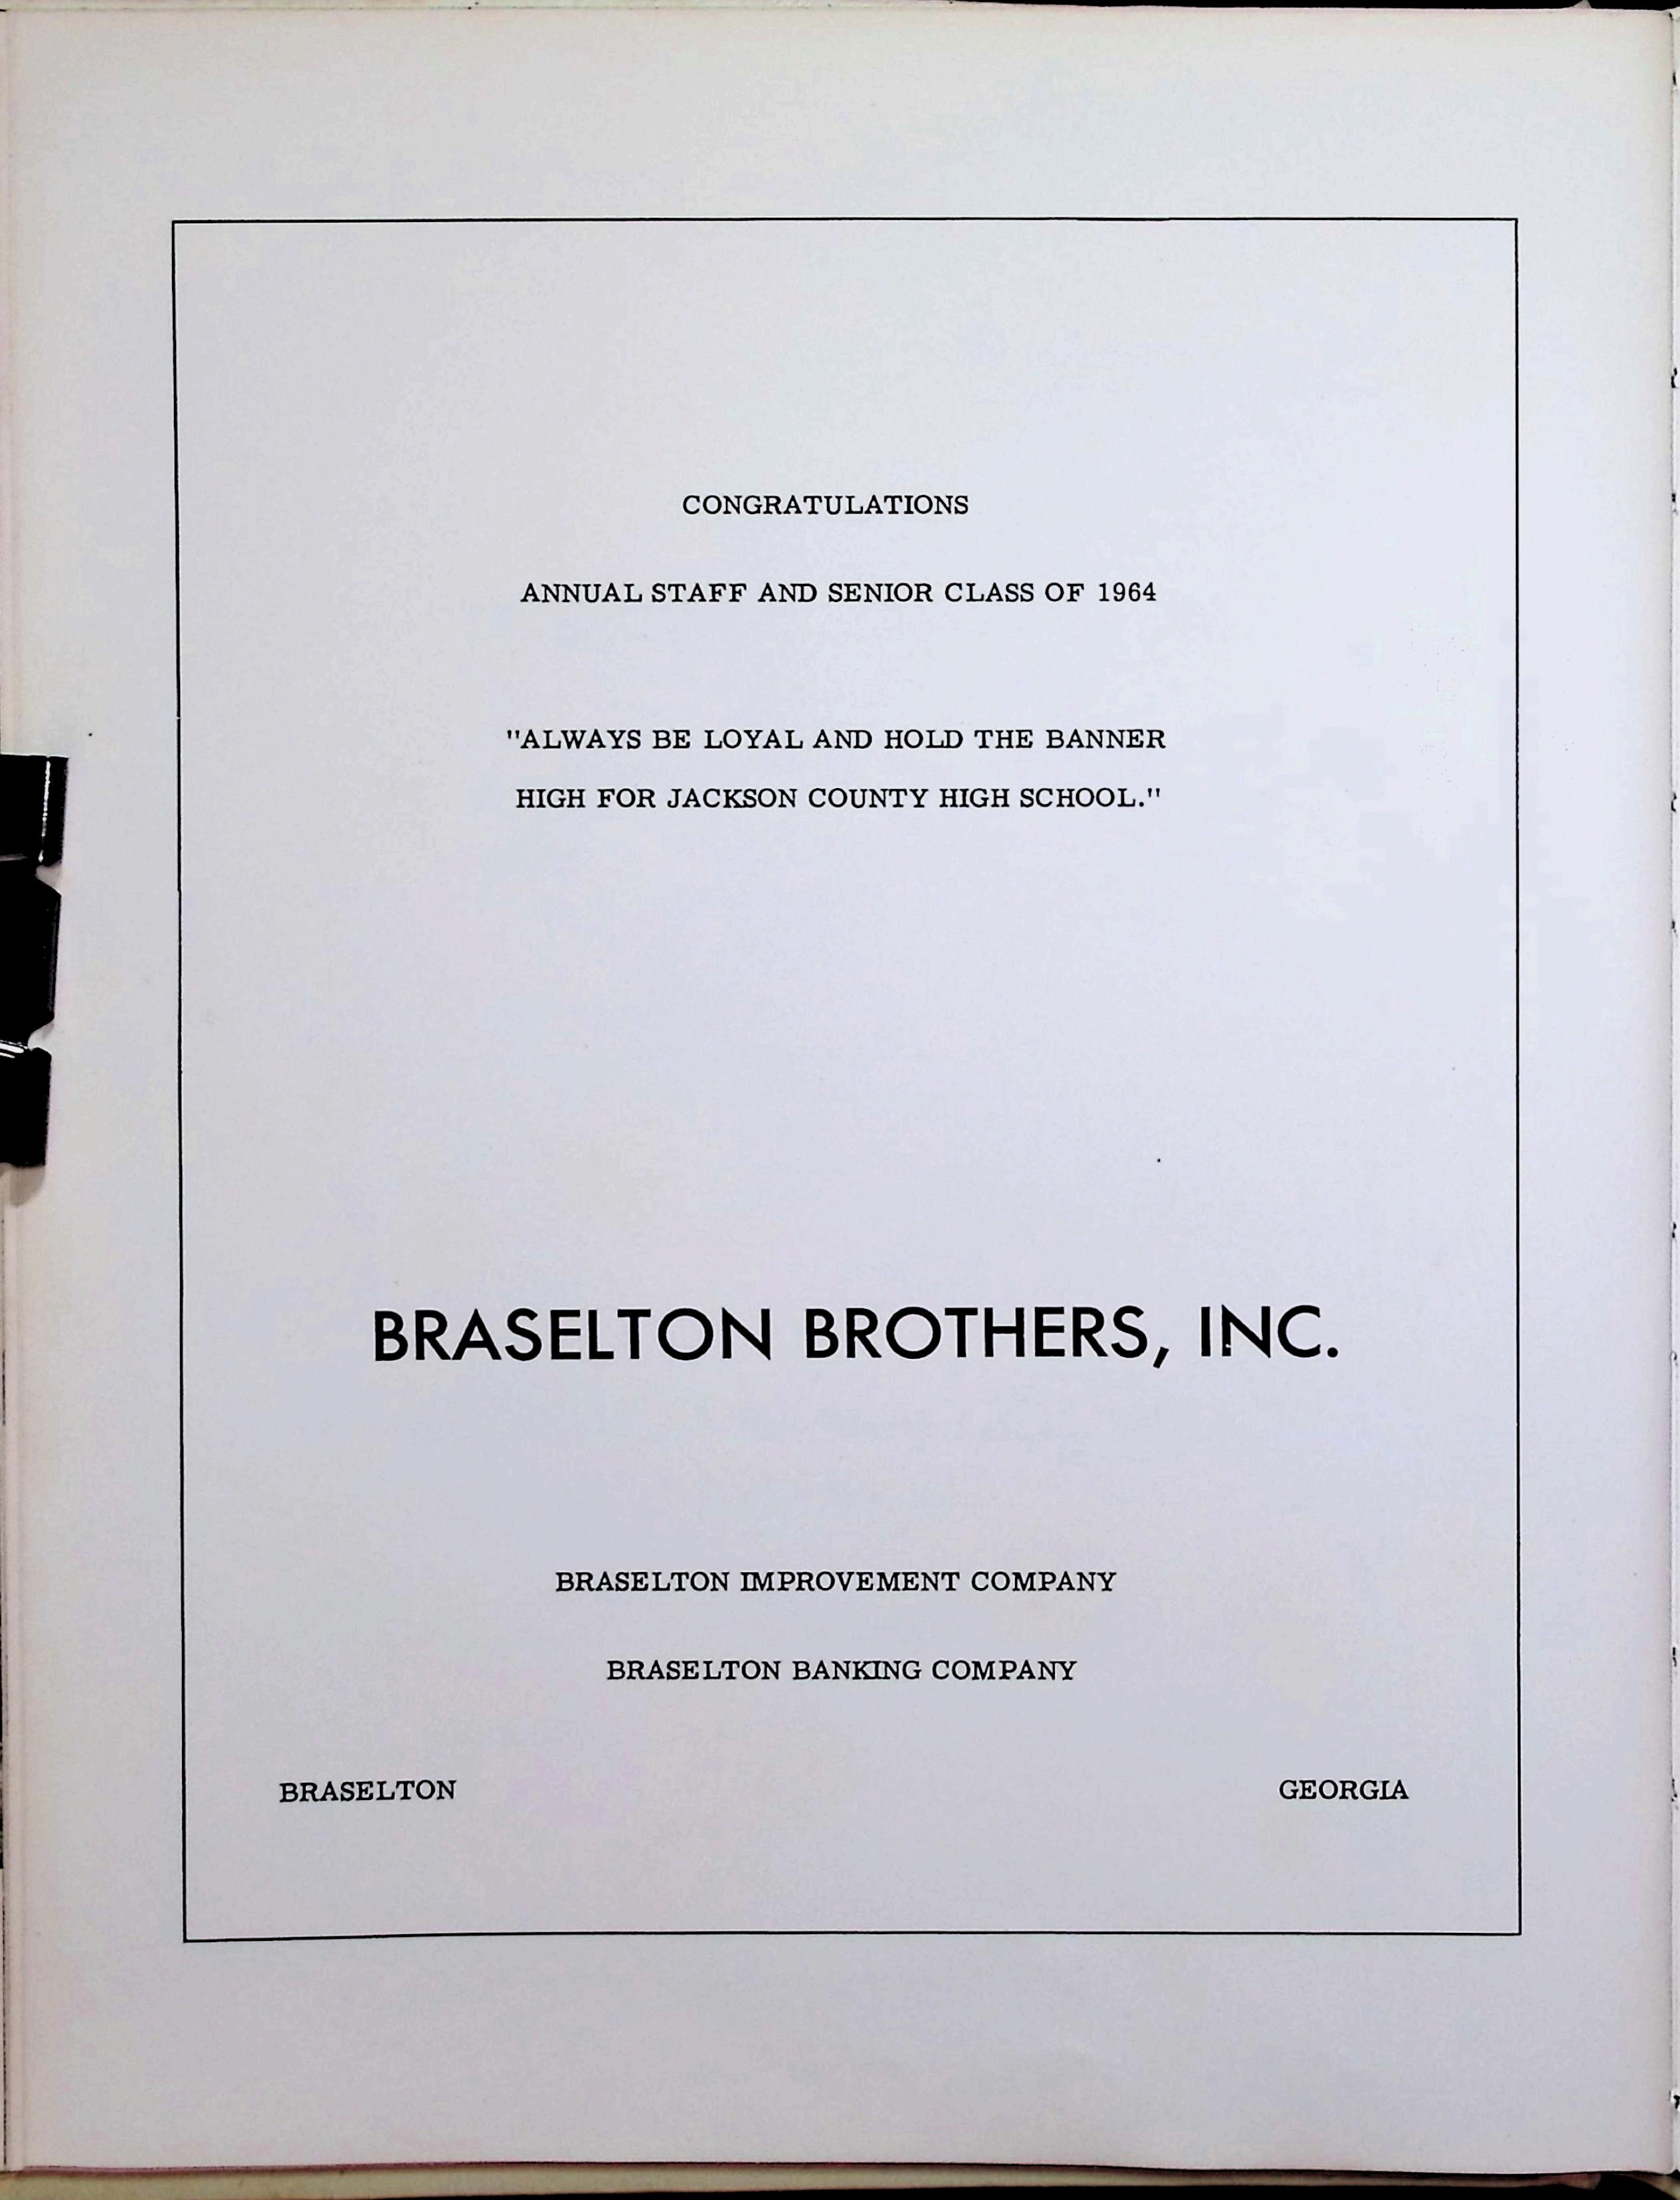 CONGRATULATIONS
ANNUAL STAFF AND SENIOR CLASS OF 1964
"ALWAYS BE LOYAL AND HOLD THE BANNER
HIGH FOR JACKSON COUNTY HIGH SCHOOL."
BRASELTON BROTHERS, INC.
BRASELTON IMPROVEMENT COMPANY
BRASELTON BANKING COMPANY
BRASELTON GEORGIA